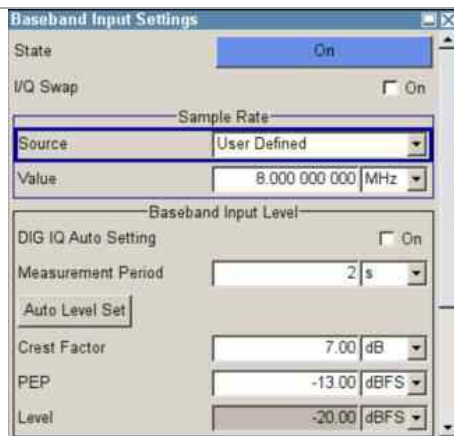 Baseband Input Settings
State On
I/Q Swap On
Sample Rate
Source User Defined
Value 8.000 000 000 MHz
Baseband Input Level
DIG IQ Auto Setting On
Measurement Period 2 s
Auto Level Set
Crest Factor 7.00 dB
PEP -13.00 dBFS
Level -20.00 dBFS